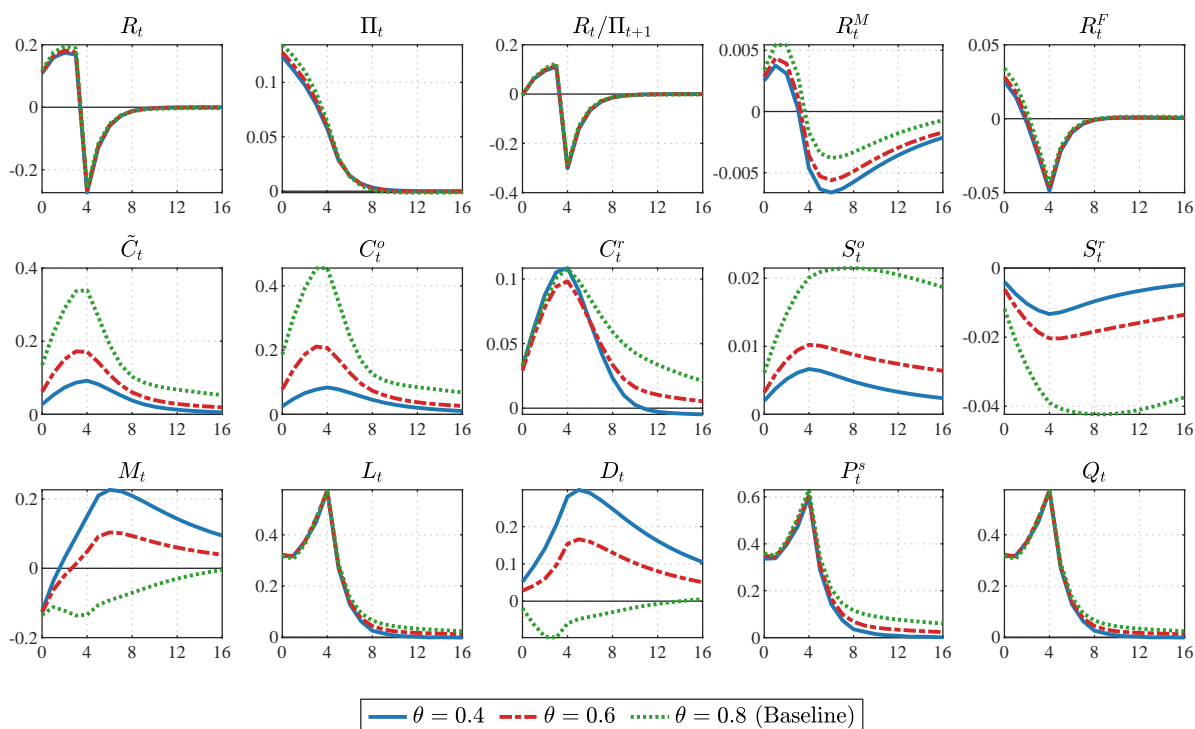 R_t Π_t R_t/Π_{t+1} R_t^M R_t^F
0.2 0 -0.2
0.1 0.05 0
0.2 0 -0.2 -0.4
0.005 0 -0.005
0.05 0 -0.05
0 4 8 12 16 0 4 8 12 16 0 4 8 12 16 0 4 8 12 16 0 4 8 12 16
C̃_t C_t^o C_t^r S_t^o S_t^r
0.4 0.2 0
0.4 0.2 0
0.1 0.05 0
0.02 0.01 0
0 -0.02 -0.04
0 4 8 12 16 0 4 8 12 16 0 4 8 12 16 0 4 8 12 16 0 4 8 12 16
M_t L_t D_t P_t^s Q_t
0.2 0 -0.2
0.4 0.2 0
0.2 0.1 0
0.6 0.4 0.2 0
0.4 0.2 0
0 4 8 12 16 0 4 8 12 16 0 4 8 12 16 0 4 8 12 16 0 4 8 12 16
θ = 0.4 θ = 0.6 θ = 0.8 (Baseline)